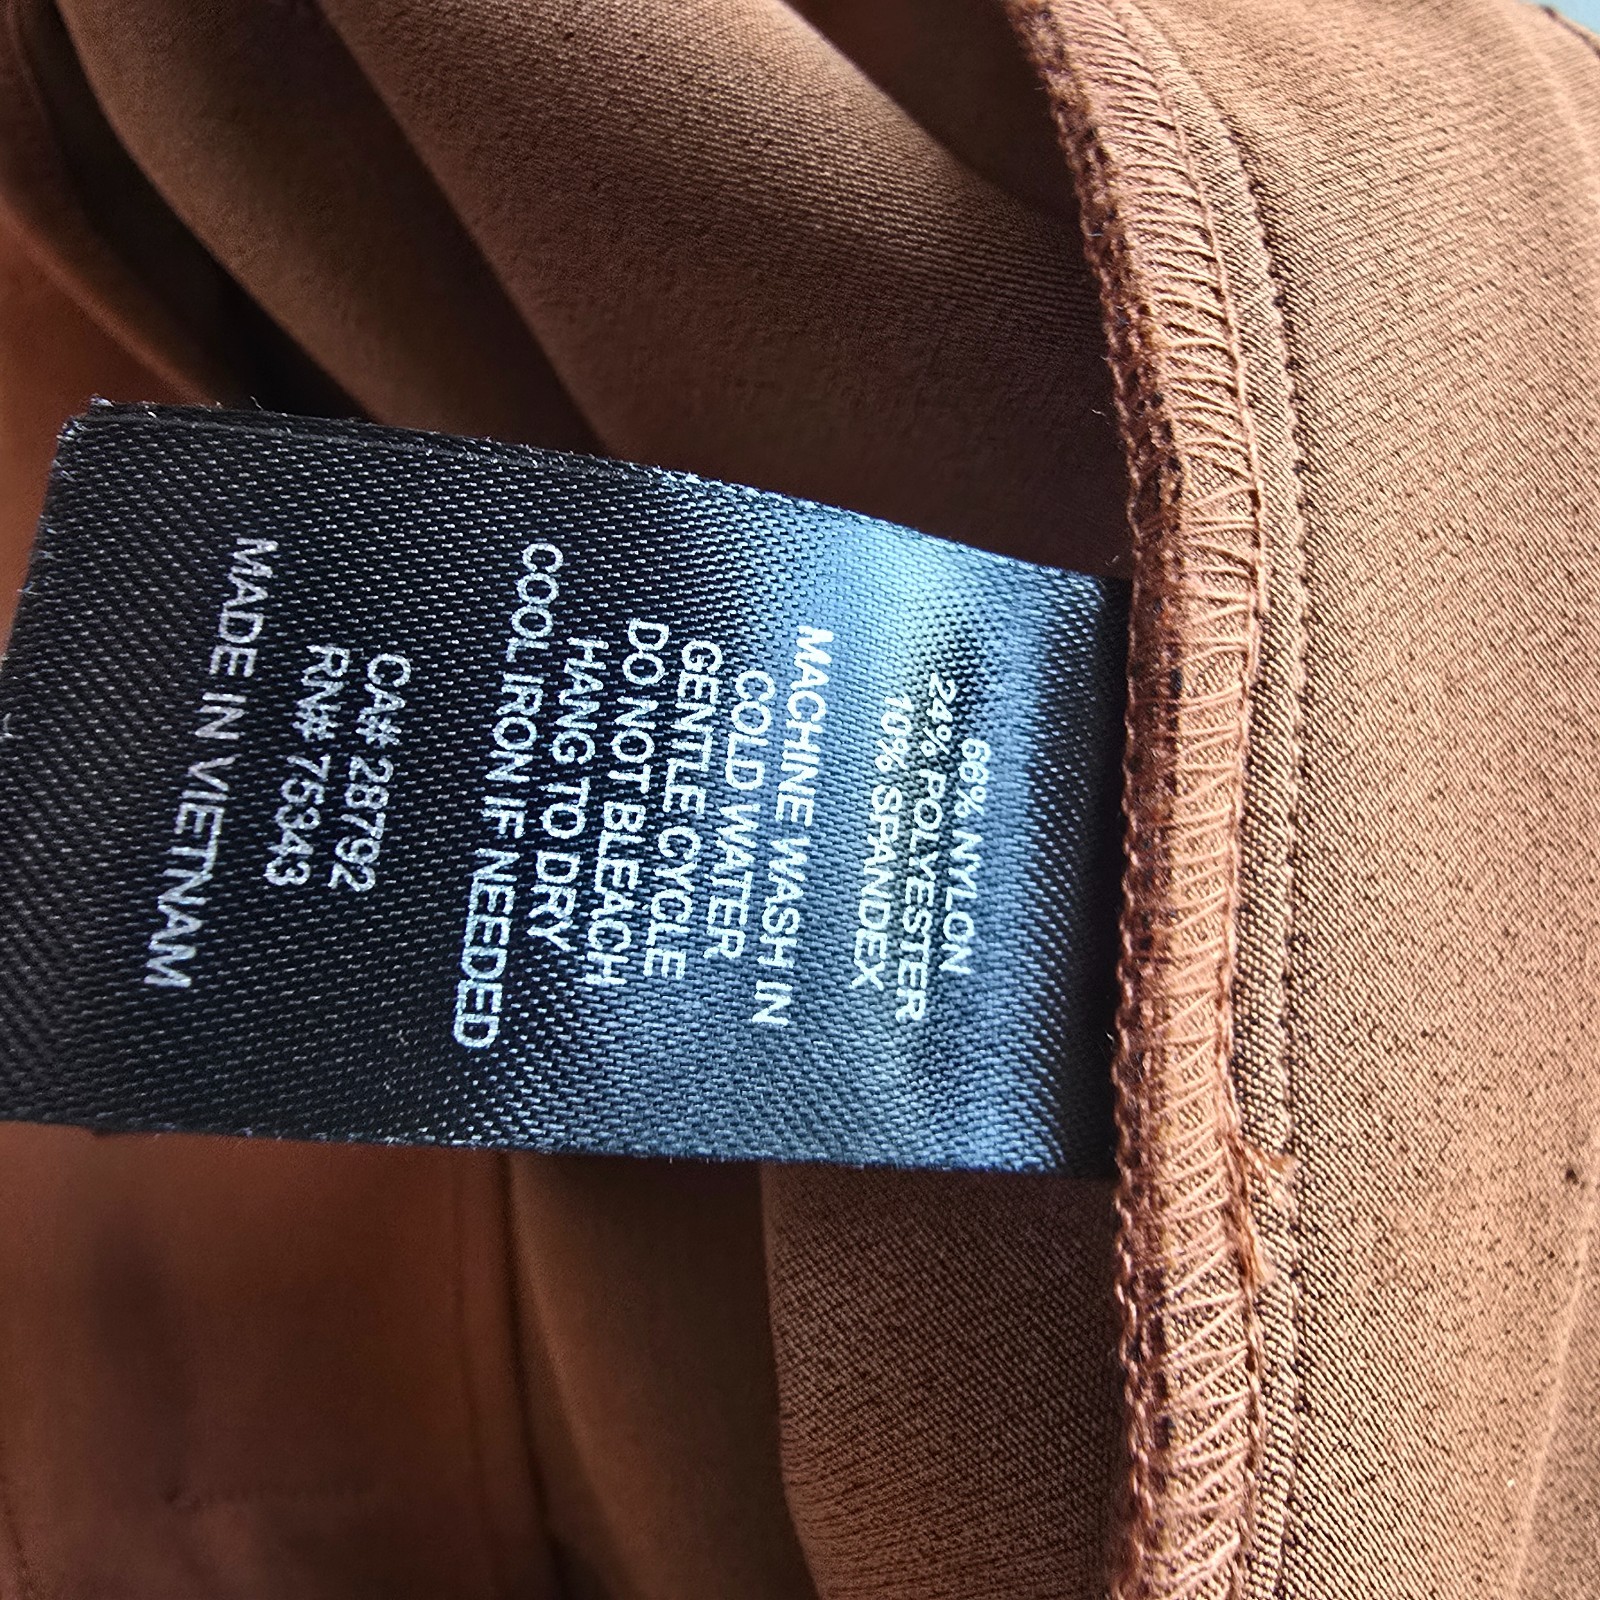 66% NYLON
24% POLYESTER
10% SPANDEX
MACHINE WASH IN
COLD WATER
GENTLE CYCLE
DO NOT BLEACH
HANG TO DRY
COOL IRON IF NEEDED
CA# 28792
RN# 75343
MADE IN VIETNAM